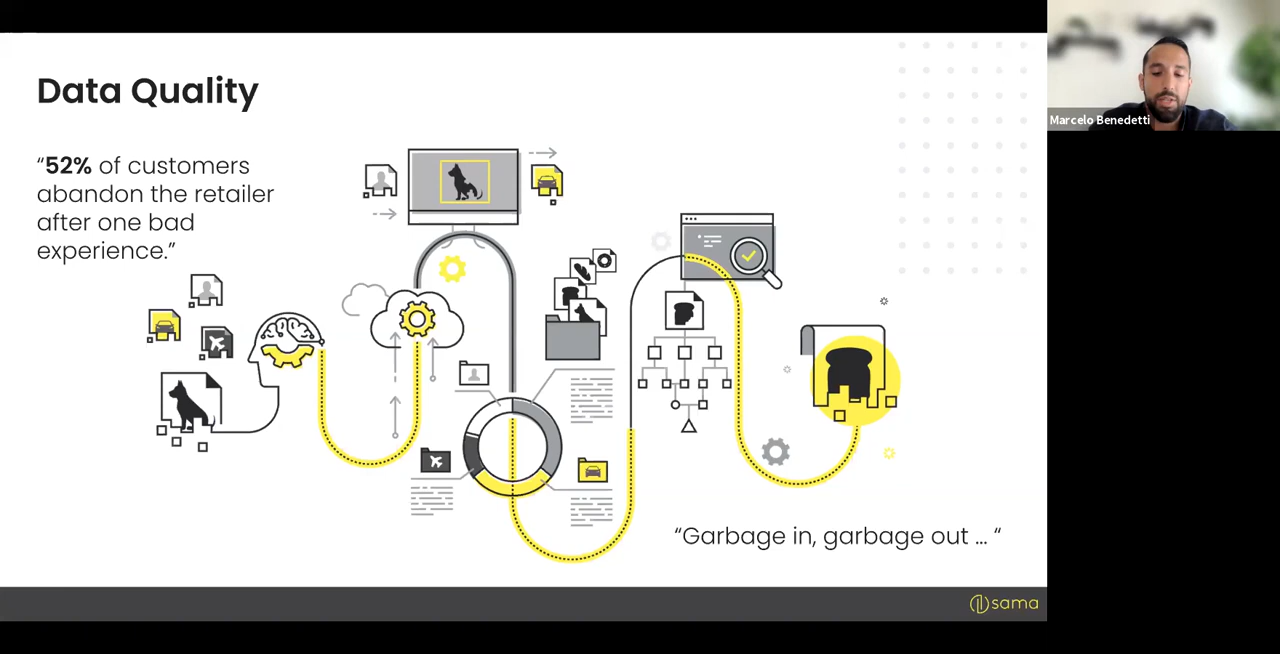 Data Quality
“52% of customers
abandon the retailer
after one bad
experience.”
“Garbage in, garbage out ... “
sama
Marcelo Benedetti